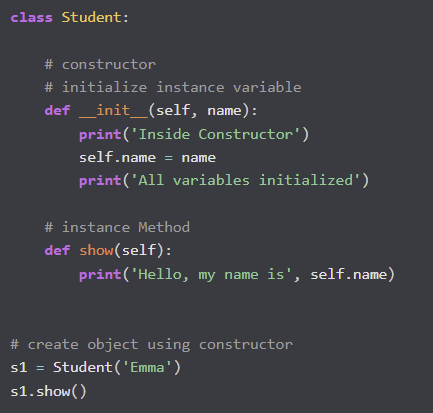 class Student:
    # constructor
    # initialize instance variable
    def __init__(self, name):
        print('Inside Constructor')
        self.name = name
        print('All variables initialized')
    # instance Method
    def show(self):
        print('Hello, my name is', self.name)
# create object using constructor
s1 = Student('Emma')
s1.show()